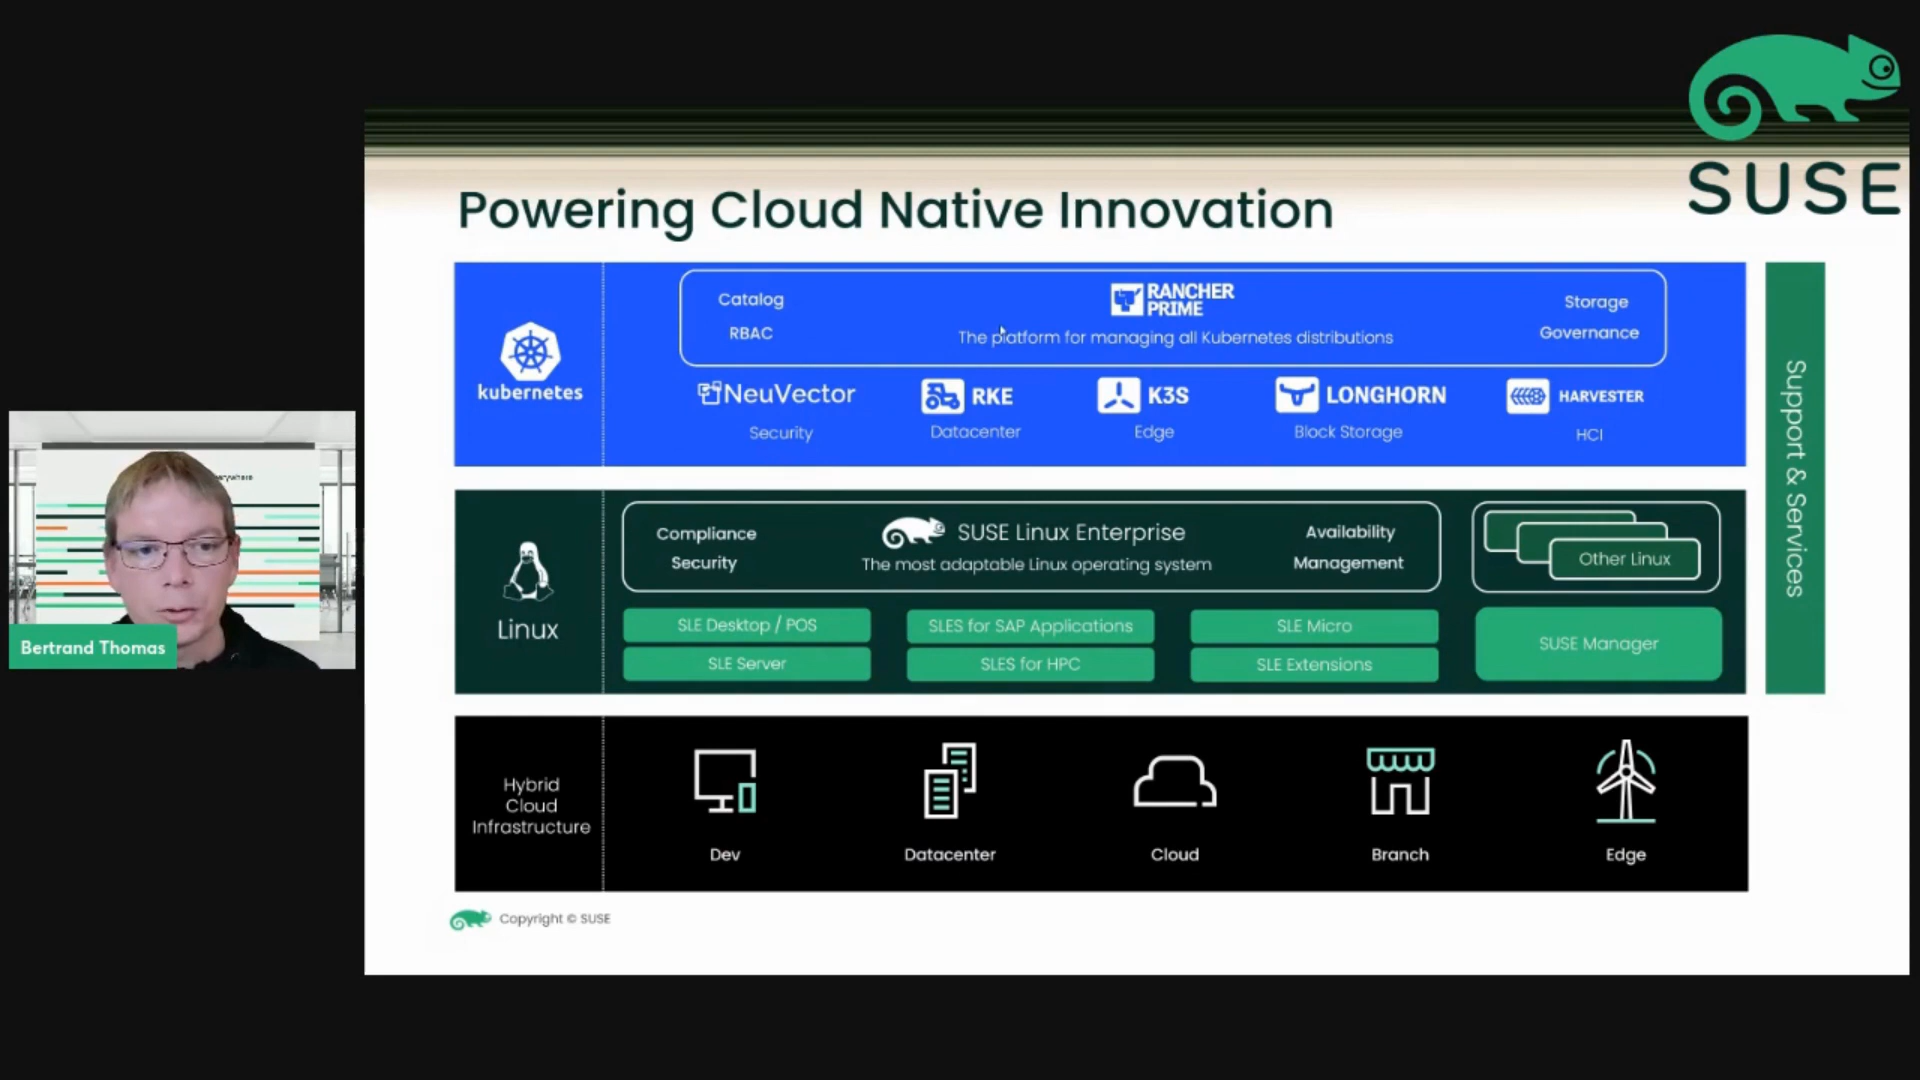 SUSE
Powering Cloud Native Innovation
kubernetes
Catalog
RBAC
RANCHER
PRIME
The platform for managing all Kubernetes distributions
Storage
Governance
NeuVector
Security
RKE
Datacenter
K3S
Edge
LONGHORN
Block Storage
HARVESTER
HCI
Support & Services
Linux
Compliance
Security
SUSE Linux Enterprise
The most adaptable Linux operating system
Availability
Management
Other Linux
SLE Desktop / POS
SLES for SAP Applications
SLE Micro
SLE Server
SLES for HPC
SLE Extensions
SUSE Manager
Hybrid
Cloud
Infrastructure
Dev
Datacenter
Cloud
Branch
Edge
Copyright © SUSE
Bertrand Thomas